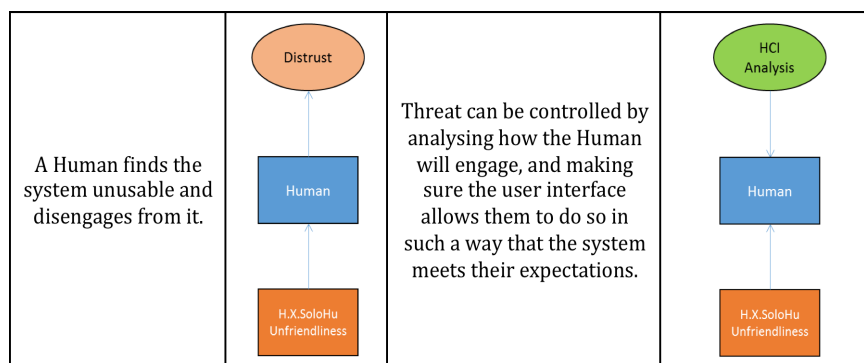 A Human finds the
system unusable and
disengages from it.
Distrust
Human
H.X.SoloHu
Unfriendliness
Threat can be controlled by
analysing how the Human
will engage, and making
sure the user interface
allows them to do so in
such a way that the system
meets their expectations.
HCI
Analysis
Human
H.X.SoloHu
Unfriendliness